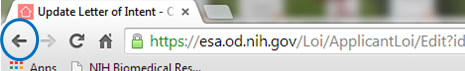 Update Letter of Intent - C
https://esa.od.nih.gov/Loi/ApplicantLoi/Edit?id
Apps NIH Biomedical Res...